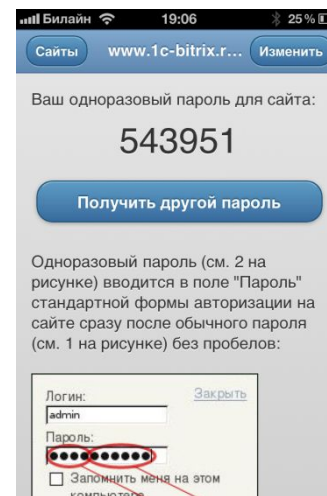 Билайн 19:06 25 %
Сайты www.1c-bitrix.r... Изменить
Ваш одноразовый пароль для сайта:
543951
Получить другой пароль
Одноразовый пароль (см. 2 на
рисунке) вводится в поле "Пароль"
стандартной формы авторизации на
сайте сразу после обычного пароля
(см. 1 на рисунке) без пробелов:
Логин: Закрыть
admin
Пароль:
Запомнить меня на этом
компьютере